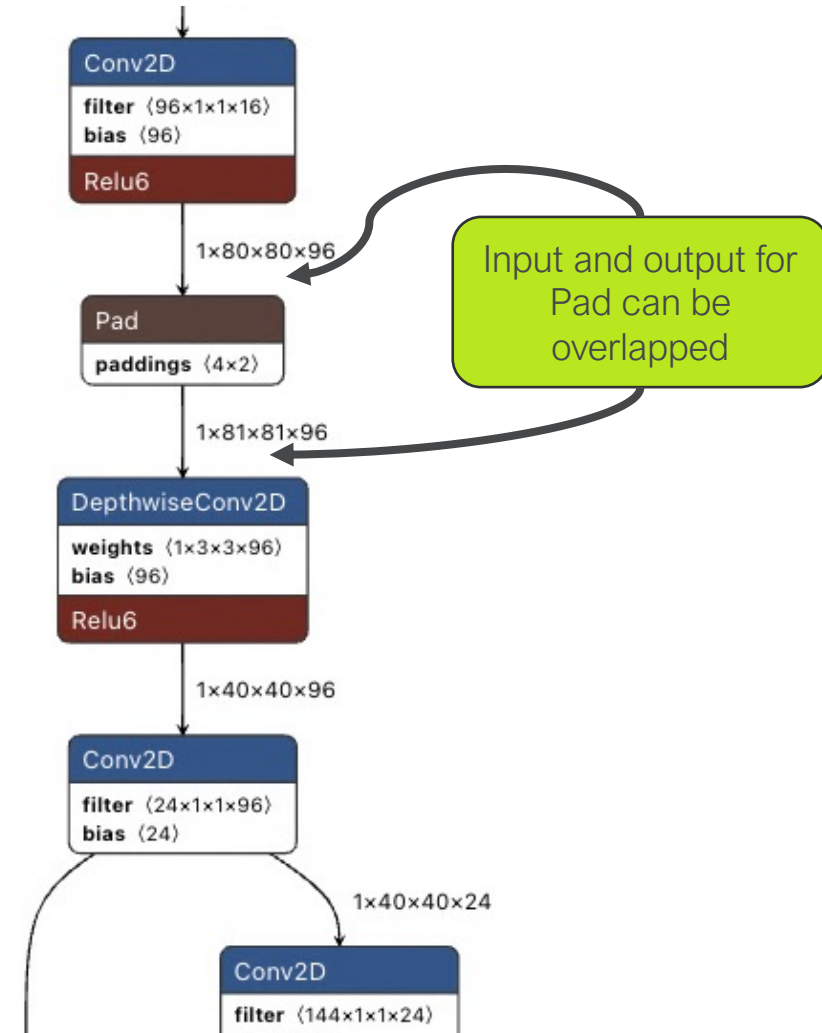 Conv2D
filter ⟨96×1×1×16⟩
bias ⟨96⟩
Relu6
1×80×80×96
Input and output for
Pad can be
overlapped
Pad
paddings ⟨4×2⟩
1×81×81×96
DepthwiseConv2D
weights ⟨1×3×3×96⟩
bias ⟨96⟩
Relu6
1×40×40×96
Conv2D
filter ⟨24×1×1×96⟩
bias ⟨24⟩
1×40×40×24
Conv2D
filter ⟨144×1×1×24⟩